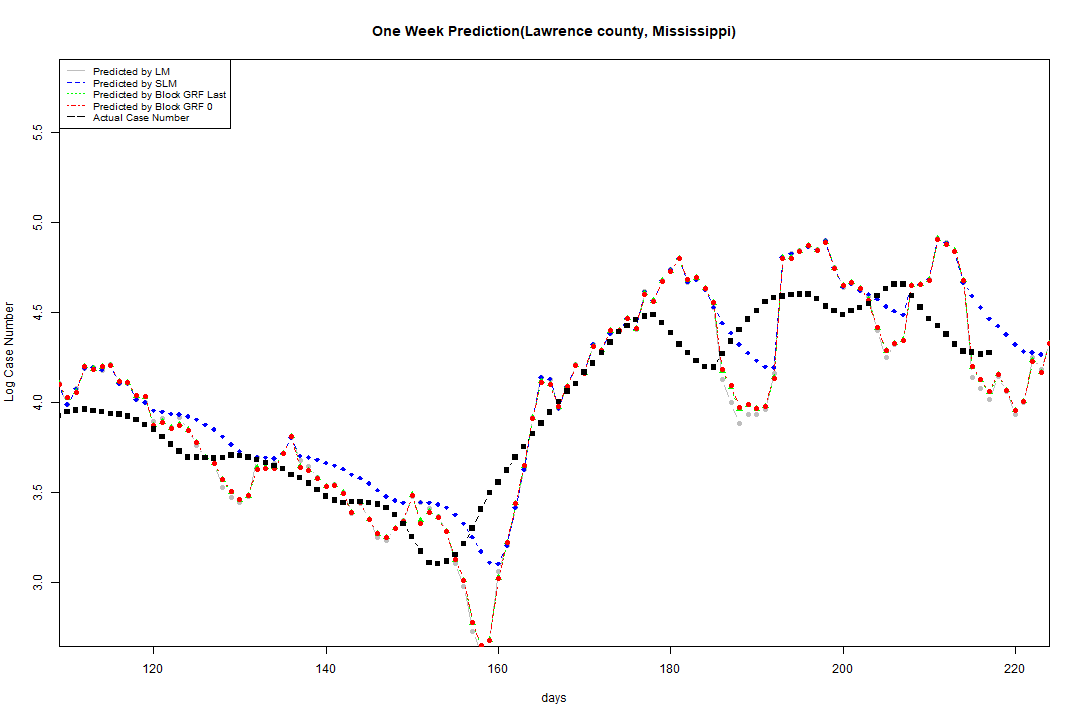 One Week Prediction(Lawrence county, Mississippi)
Predicted by LM
Predicted by SLM
Predicted by Block GRF Last
Predicted by Block GRF 0
Actual Case Number
5.5
5.0
4.5
4.0
3.5
3.0
Log Case Number
120 140 160 180 200 220
days